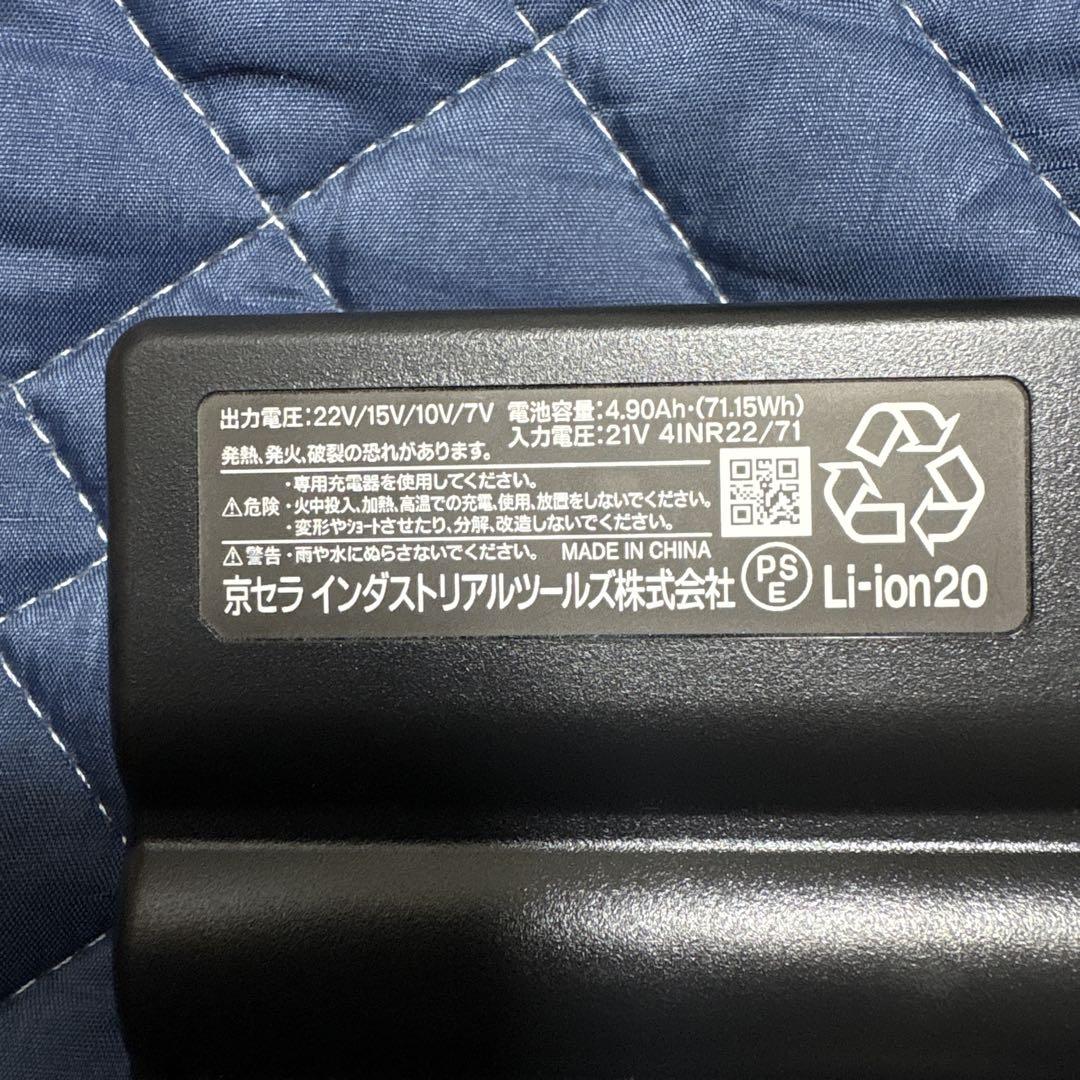 出力電圧:22V/15V/10V/7V 電池容量:4.90Ah・(71.15Wh)
入力電圧:21V 4INR22/71
発熱、発火、破裂の恐れがあります。
・専用充電器を使用してください。
⚠危険 ・火中投入、加熱、高温での充電、使用、放置をしないでください。
・変形やショートさせたり、分解、改造しないでください。
⚠警告 ・雨や水にぬらさないでください。 MADE IN CHINA
京セラ インダストリアルツールズ株式会社 PSE Li-ion20